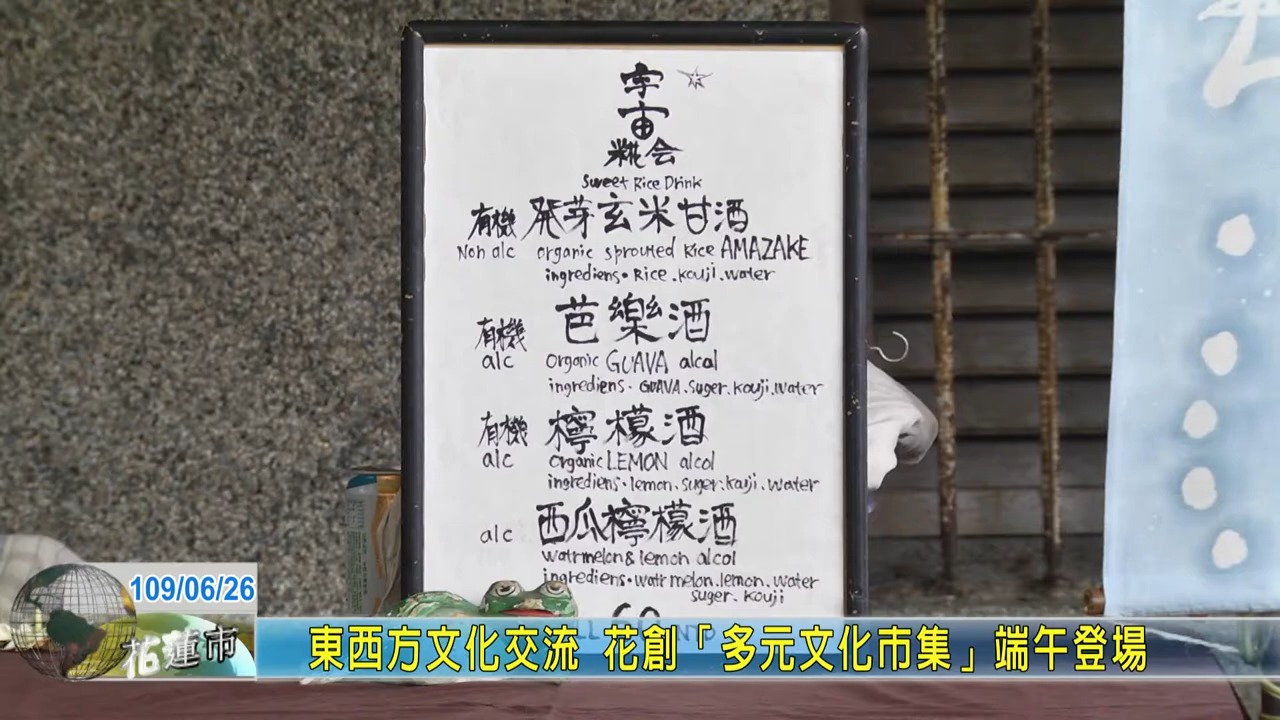 宇
宙
糀会
Sweet Rice Drink
有機 発芽玄米甘酒
Non alc organic sprouted Rice AMAZAKE
ingrediens・Rice.kouji.water
有機 芭樂酒
alc organic GUAVA alcal
ingrediens・GUAVA.suger.kouji.water
有機 檸檬酒
alc organic LEMON alcol
ingrediens・lemon.suger.kouji.water
alc 西瓜檸檬酒
watrmelon & lemon alcol
ingrediens・watrmelon.lemon.water
suger.kouji
109/06/26
花蓮市
東西方文化交流 花創「多元文化市集」端午登場